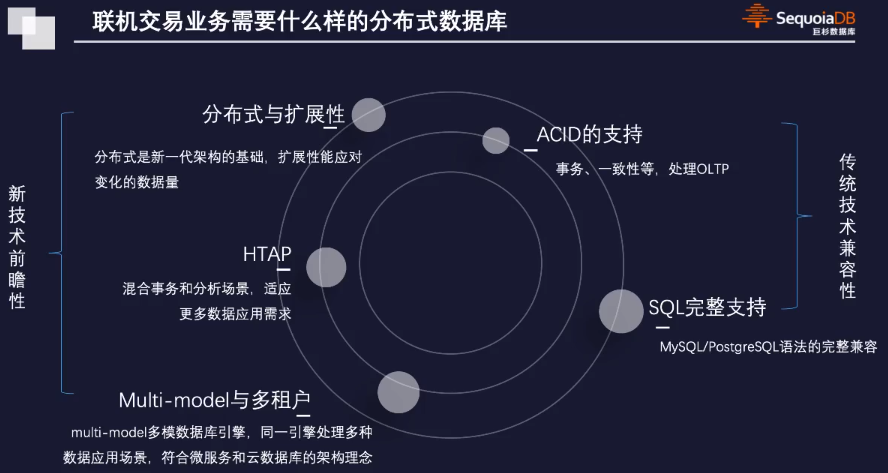 联机交易业务需要什么样的分布式数据库
SequoiaDB
巨杉数据库
分布式与扩展性
分布式是新一代架构的基础，扩展性能应对
变化的数据量
ACID的支持
事务、一致性等，处理OLTP
新技术前瞻性
传统技术兼容性
HTAP
混合事务和分析场景，适应
更多数据应用需求
SQL完整支持
MySQL/PostgreSQL语法的完整兼容
Multi-model与多租户
multi-model多模数据库引擎，同一引擎处理多种
数据应用场景，符合微服务和云数据库的架构理念